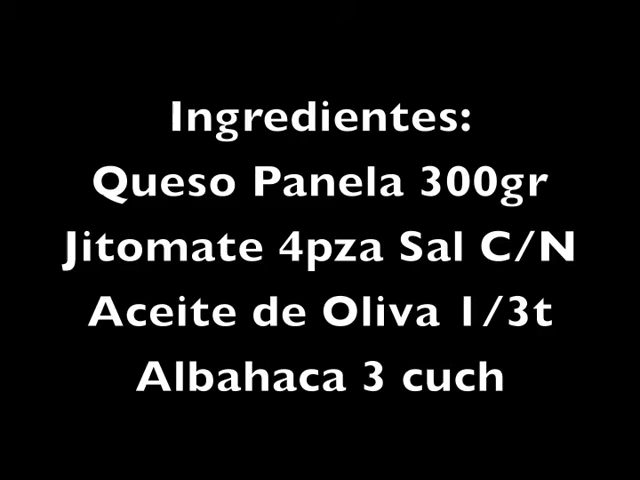 Ingredientes:
Queso Panela 300gr
Jitomate 4pza Sal C/N
Aceite de Oliva 1/3t
Albahaca 3 cuch